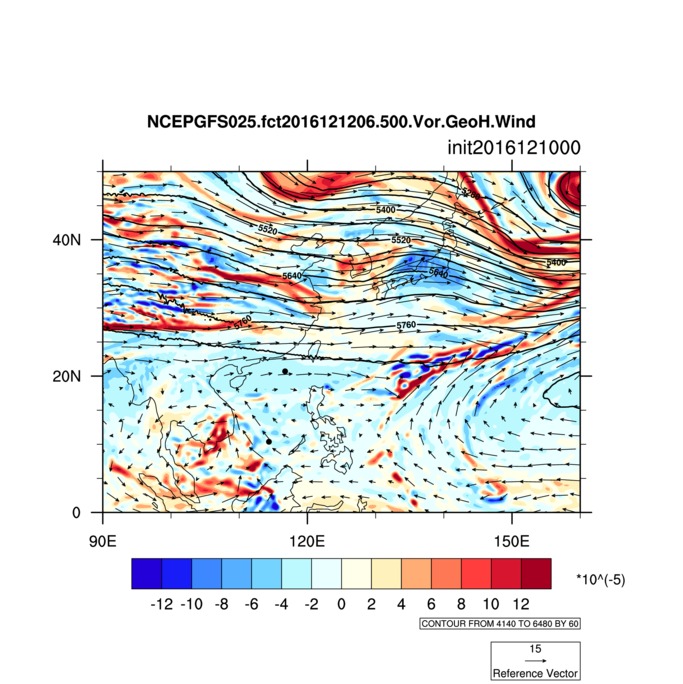 NCEPGFS025.fct2016121206.500.Vor.GeoH.Wind
init2016121000
5400
5520
5520
5640
5640
5400
5760
5760
40N
20N
0
90E 120E 150E
-12 -10 -8 -6 -4 -2 0 2 4 6 8 10 12
*10^(-5)
CONTOUR FROM 4140 TO 6480 BY 60
15
Reference Vector